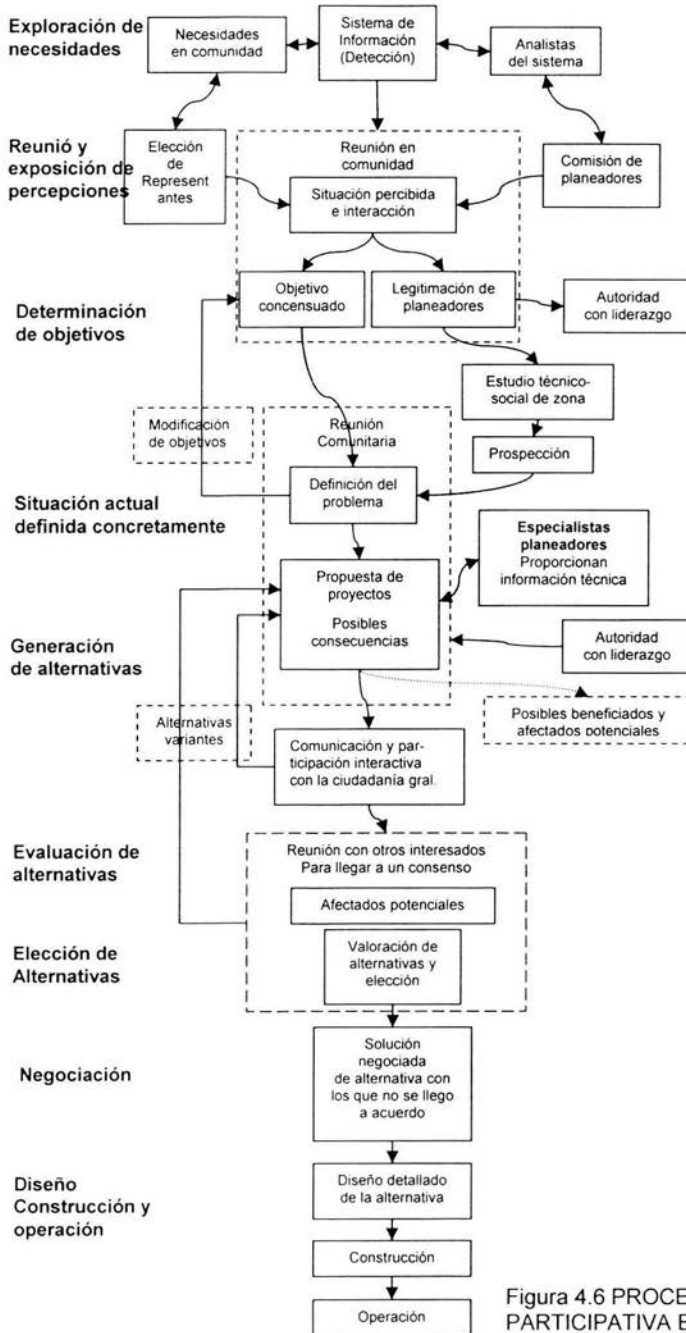 Exploración de
necesidades
Necesidades
en comunidad
Sistema de
Información
(Detección)
Analistas
del sistema
Reunió y
exposición de
percepciones
Elección
de
Represent
antes
Reunión en
comunidad
Situación percibida
e interacción
Comisión de
planeadores
Determinación
de objetivos
Objetivo
concensuado
Legitimación de
planeadores
Autoridad
con liderazgo
Estudio técnico-
social de zona
Prospección
Modificación
de objetivos
Reunión
Comunitaria
Definición del
problema
Situación actual
definida concretamente
Especialistas
planeadores
Proporcionan
información técnica
Propuesta de
proyectos
Posibles
consecuencias
Generación
de alternativas
Autoridad
con liderazgo
Posibles beneficiados y
afectados potenciales
Alternativas
variantes
Comunicación y par-
ticipación interactiva
con la ciudadanía gral.
Evaluación de
alternativas
Reunión con otros interesados
Para llegar a un consenso
Afectados potenciales
Elección de
Alternativas
Valoración de
alternativas y
elección
Negociación
Solución
negociada
de alternativa con
los que no se llego
a acuerdo
Diseño
Construcción y
operación
Diseño detallado
de la alternativa
Construcción
Operación
Figura 4.6 PROCE
PARTICIPATIVA E